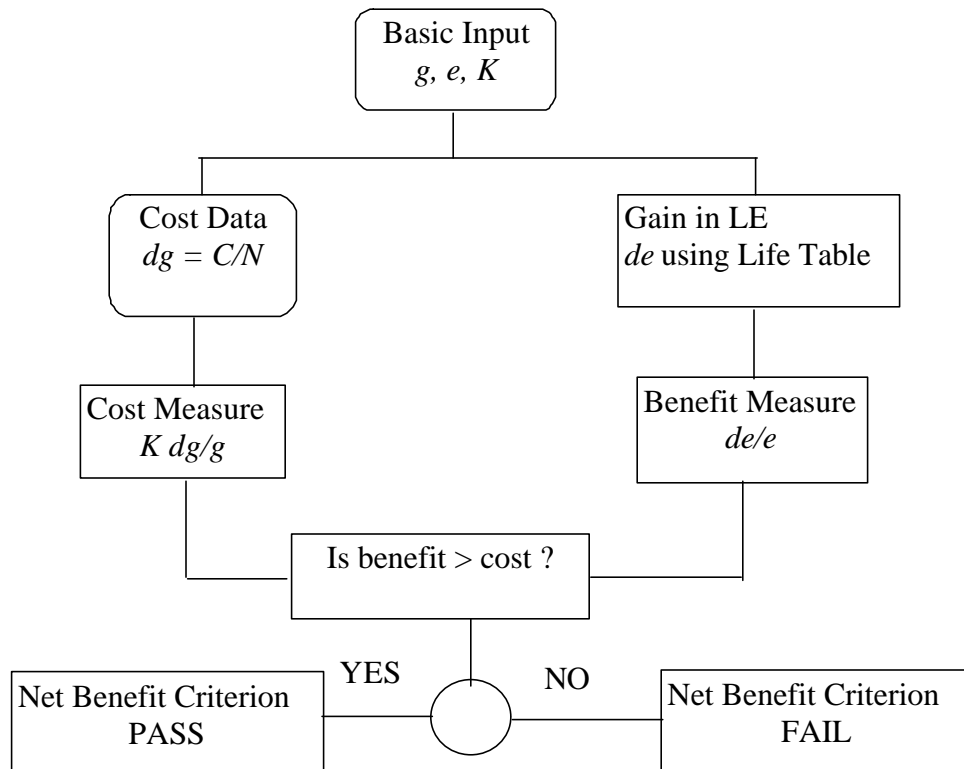 Basic Input
g, e, K
Cost Data
dg = C/N
Gain in LE
de using Life Table
Cost Measure
K dg/g
Benefit Measure
de/e
Is benefit > cost ?
YES
NO
Net Benefit Criterion
PASS
Net Benefit Criterion
FAIL